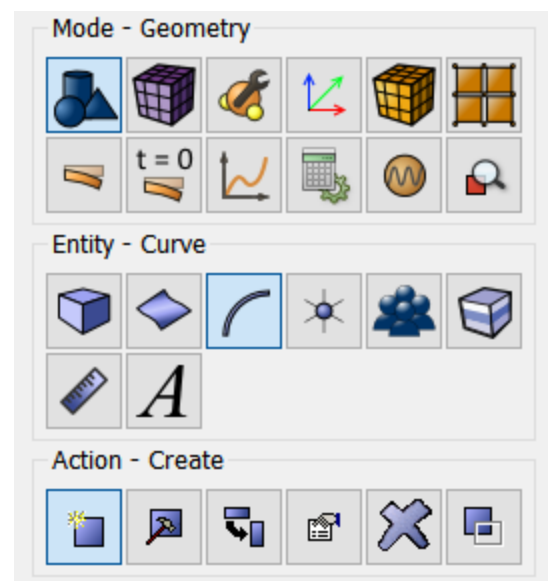 Mode - Geometry
t = 0
Entity - Curve
A
Action - Create